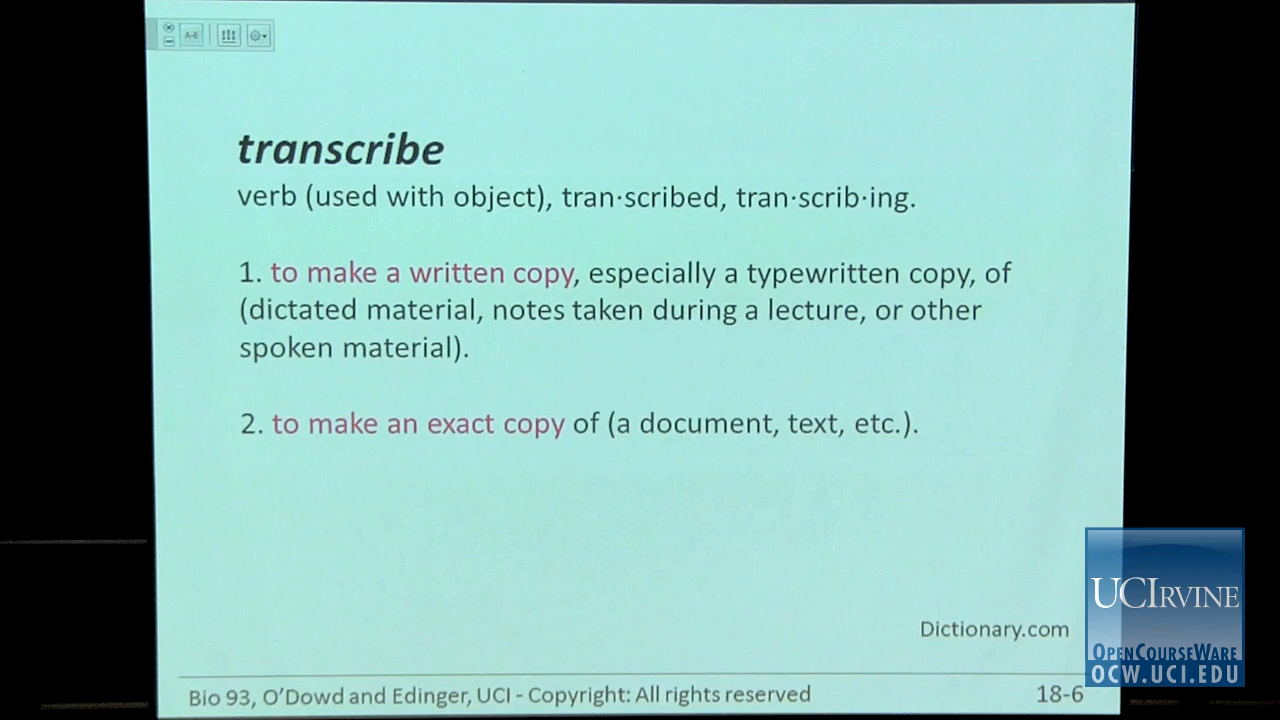 A-E
transcribe
verb (used with object), tran·scribed, tran·scrib·ing.
1. to make a written copy, especially a typewritten copy, of
(dictated material, notes taken during a lecture, or other
spoken material).
2. to make an exact copy of (a document, text, etc.).
Dictionary.com
Bio 93, O'Dowd and Edinger, UCI - Copyright: All rights reserved
18-6
UCIRVINE
OPENCOURSEWARE
OCW.UCI.EDU